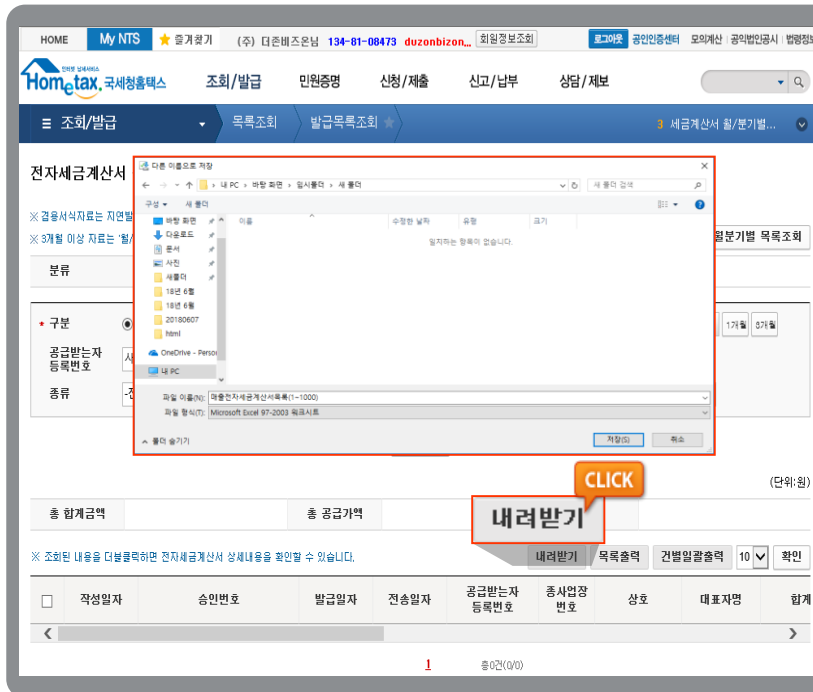 HOME My NTS ★ 즐겨찾기 (주) 더존비즈온님 134-81-08473 duzonbizon... 회원정보조회 로그아웃 공인인증센터 모의계산 공익법인공시 법령정보
인터넷 납세서비스
Hometax. 국세청홈택스 조회/발급 민원증명 신청/제출 신고/납부 상담/제보
☰ 조회/발급 목록조회 발급목록조회 ★ 3 세금계산서 월/분기별...
전자세금계산서
※ 겸용서식자료는 지연발
※ 3개월 이상 자료는 '월/
월분기별 목록조회
분류
* 구분 1개월 3개월
공급받는자
등록번호
종류
다른 이름으로 저장
내 PC › 바탕 화면 › 임시폴더 › 새 폴더 새 폴더 검색
구성 새 폴더
바탕 화면 이름 수정한 날짜 유형 크기
다운로드 일치하는 항목이 없습니다.
문서
사진
새폴더
18년 6월
18년 6월
20180607
html
OneDrive - Person
내 PC
파일 이름(N): 매출전자세금계산서목록(1~1000)
파일 형식(T): Microsoft Excel 97-2003 워크시트
폴더 숨기기 저장(S) 취소
CLICK
(단위:원)
총 합계금액 총 공급가액
내려받기
※ 조회된 내용을 더블클릭하면 전자세금계산서 상세내용을 확인할 수 있습니다. 내려받기 목록출력 건별일괄출력 10 확인
작성일자 승인번호 발급일자 전송일자 공급받는자 등록번호 종사업장 번호 상호 대표자명 합계
1 총0건(0/0)